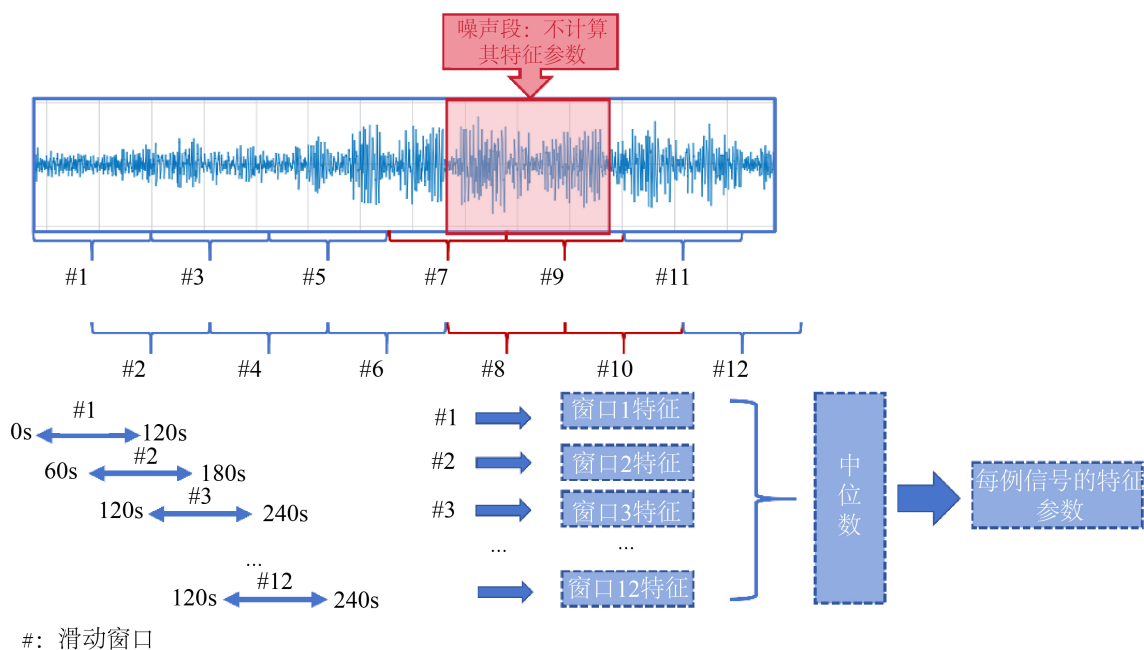 噪声段：不计算
其特征参数
#1
#3
#5
#7
#9
#11
#2
#4
#6
#8
#10
#12
#1
0s
120s
#2
60s
180s
#3
120s
240s
...
#12
120s
240s
#1
窗口1特征
#2
窗口2特征
#3
窗口3特征
...
...
窗口12特征
中位数
每例信号的特征
参数
#：滑动窗口